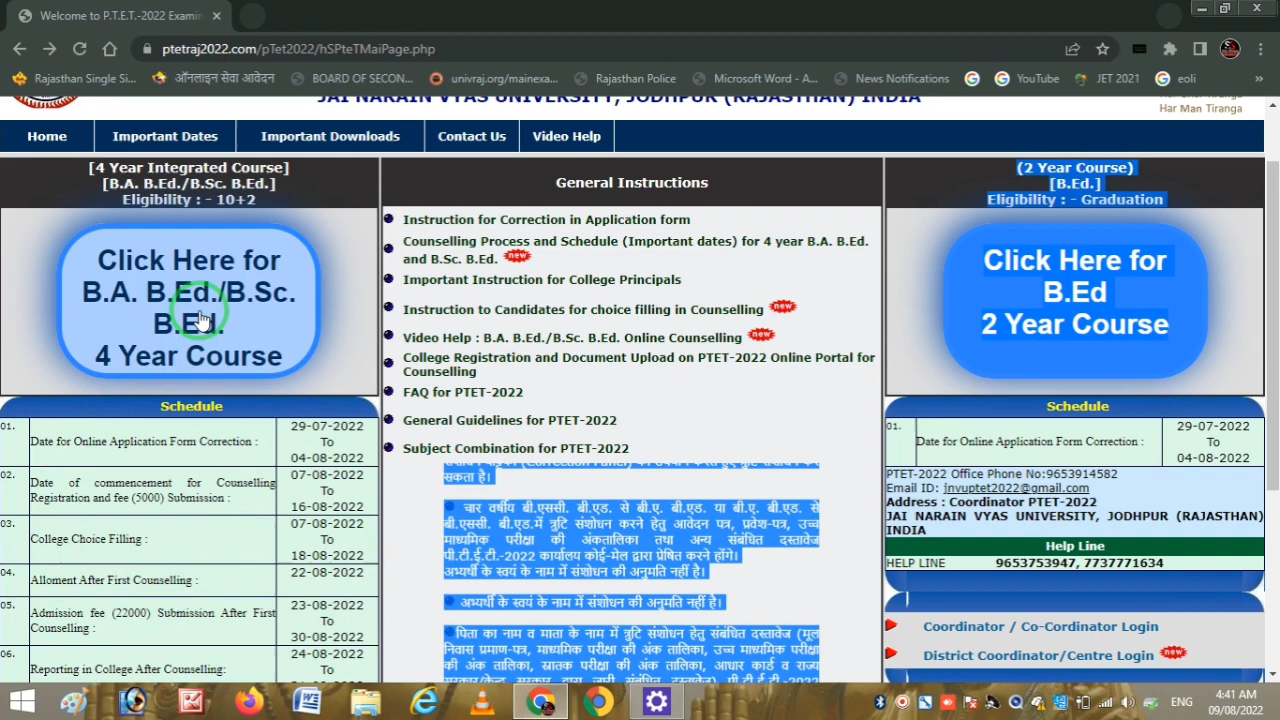 Welcome to P.T.E.T.-2022 Examin
ptetraj2022.com/pTet2022/hSPteTMaiPage.php
Rajasthan Single Si...
ऑनलाइन सेवा आवेदन
BOARD OF SECON...
univraj.org/mainexa...
Rajasthan Police
Microsoft Word - A...
News Notifications
YouTube
JET 2021
eoli
»
JAI NARAIN VYAS UNIVERSITY, JODHPUR (RAJASTHAN) INDIA
Har Man Tiranga
Home
Important Dates
Important Downloads
Contact Us
Video Help
[4 Year Integrated Course]
[B.A. B.Ed./B.Sc. B.Ed.]
Eligibility : - 10+2
Click Here for
B.A. B.Ed./B.Sc.
B.Ed.
4 Year Course
Schedule
01.
Date for Online Application Form Correction :
29-07-2022
To
04-08-2022
02.
Date of commencement for Counselling
Registration and fee (5000) Submission :
07-08-2022
To
16-08-2022
03.
College Choice Filling :
07-08-2022
To
18-08-2022
04.
Alloment After First Counselling :
22-08-2022
05.
Admission fee (22000) Submission After First
Counselling :
23-08-2022
To
30-08-2022
06.
Reporting in College After Counselling:
24-08-2022
To
General Instructions
Instruction for Correction in Application form
Counselling Process and Schedule (Important dates) for 4 year B.A. B.Ed.
and B.Sc. B.Ed. new
Important Instruction for College Principals
Instruction to Candidates for choice filling in Counselling new
Video Help : B.A. B.Ed./B.Sc. B.Ed. Online Counselling new
College Registration and Document Upload on PTET-2022 Online Portal for
Counselling
FAQ for PTET-2022
General Guidelines for PTET-2022
Subject Combination for PTET-2022
सकता है।
चार वर्षीय बी.एससी. बी.एड. से बी.ए. बी.एड. या बी.ए. बी.एड. से
बी.एससी. बी.एड.में त्रुटि संशोधन करने हेतु आवेदन पत्र, प्रवेश-पत्र, उच्च
माध्यमिक परीक्षा की अंकतालिका तथा अन्य संबंधित दस्तावेज
पी.टी.ई.टी.-2022 कार्यालय कोई-मेल द्वारा प्रेषित करने होंगे।
अभ्यर्थी के स्वयं के नाम में संशोधन की अनुमति नहीं है।
अभ्यर्थी के स्वयं के नाम में संशोधन की अनुमति नहीं है।
पिता का नाम व माता के नाम में त्रुटि संशोधन हेतु संबंधित दस्तावेज (मूल
निवास प्रमाण-पत्र, माध्यमिक परीक्षा की अंक तालिका, उच्च माध्यमिक परीक्षा
की अंक तालिका, स्नातक परीक्षा की अंक तालिका, आधार कार्ड व राज्य
(2 Year Course)
[B.Ed.]
Eligibility : - Graduation
Click Here for
B.Ed
2 Year Course
Schedule
01.
Date for Online Application Form Correction :
29-07-2022
To
04-08-2022
PTET-2022 Office Phone No:9653914582
Email ID: jnvuptet2022@gmail.com
Address : Coordinator PTET-2022
JAI NARAIN VYAS UNIVERSITY, JODHPUR (RAJASTHAN)
INDIA
Help Line
HELP LINE 9653753947, 7737771634
Coordinator / Co-Cordinator Login
District Coordinator/Centre Login new
ENG
4:41 AM
09/08/2022